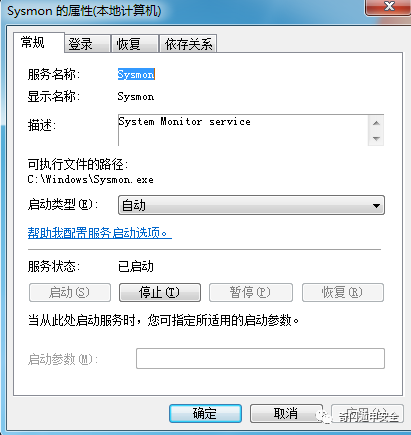 Sysmon 的属性(本地计算机)
常规 登录 恢复 依存关系
服务名称: Sysmon
显示名称: Sysmon
描述: System Monitor service
可执行文件的路径:
C:\Windows\Sysmon.exe
启动类型(E): 自动
帮助我配置服务启动选项。
服务状态: 已启动
启动(S) 停止(T) 暂停(P) 恢复(R)
当从此处启动服务时，您可指定所适用的启动参数。
启动参数(M):
确定 取消
奇门遁甲安全